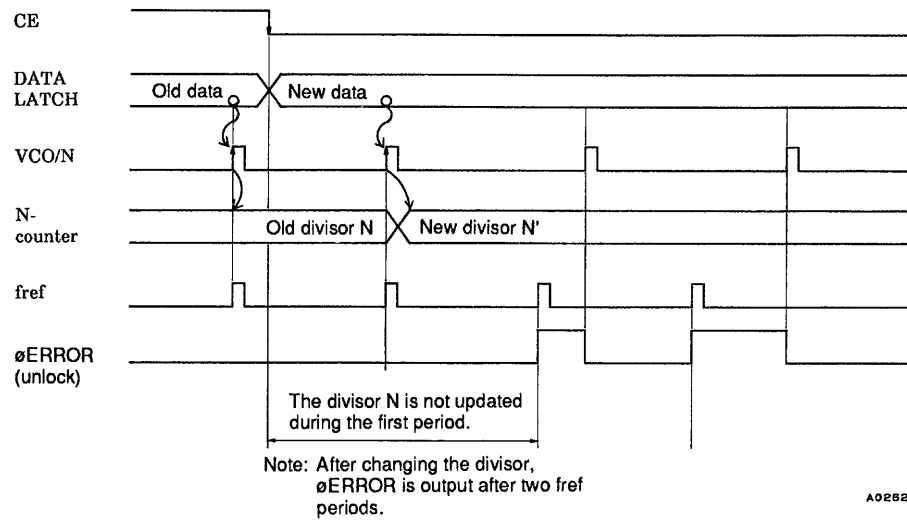 CE
DATA
LATCH
Old data
New data
VCO/N
N-
counter
Old divisor N
New divisor N'
fref
øERROR
(unlock)
The divisor N is not updated
during the first period.
Note: After changing the divisor,
øERROR is output after two fref
periods.
A0262